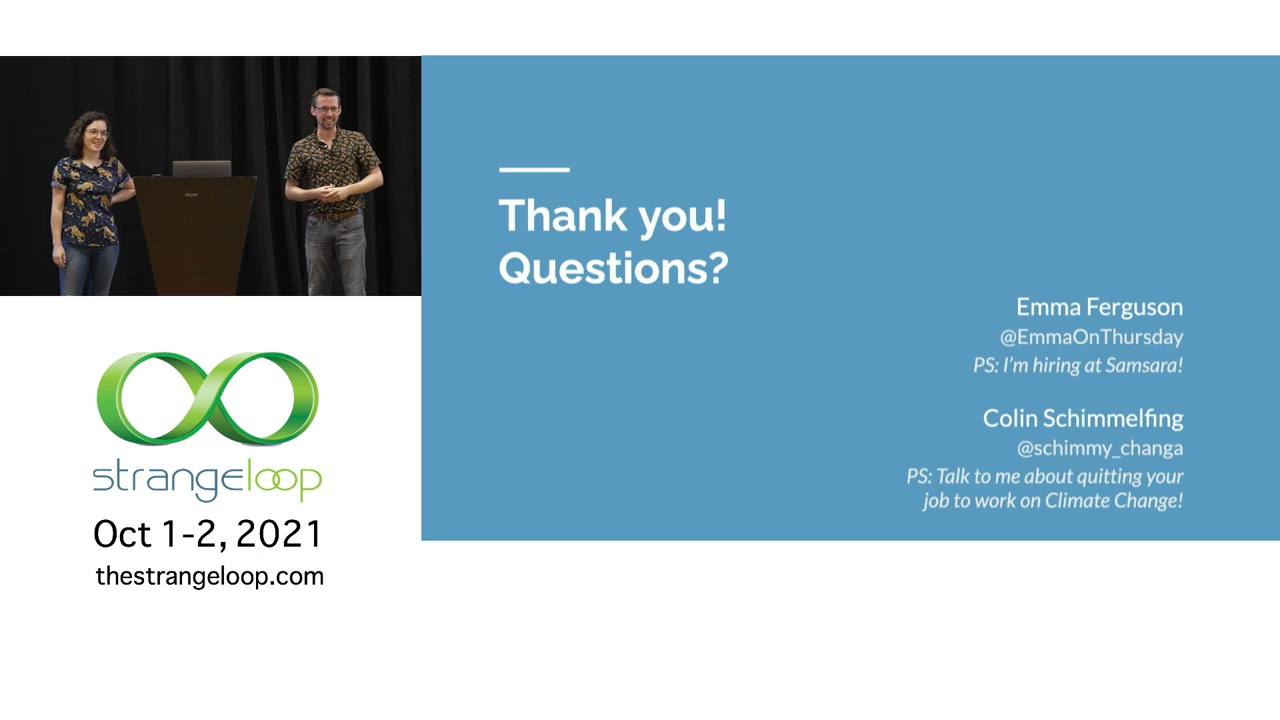 Thank you!
Questions?
Emma Ferguson
@EmmaOnThursday
PS: I'm hiring at Samsara!
Colin Schimmelfing
@schimmy_changa
PS: Talk to me about quitting your
job to work on Climate Change!
strangeloop
Oct 1-2, 2021
thestrangeloop.com